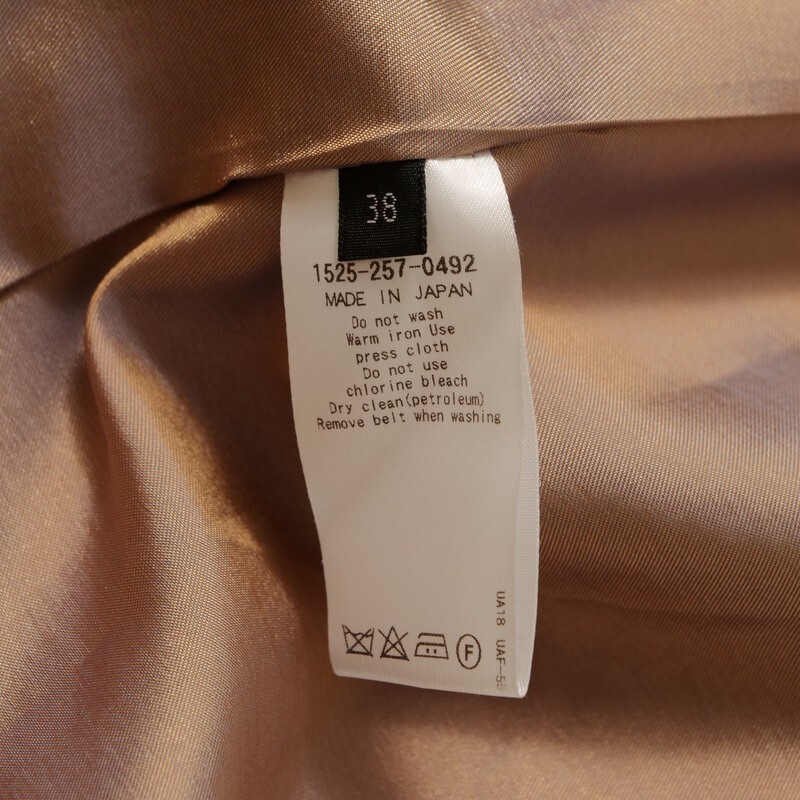 38
1525-257-0492
MADE IN JAPAN
Do not wash
Warm iron Use
press cloth
Do not use
chlorine bleach
Dry clean(petroleum)
Remove belt when washing
F
UA18